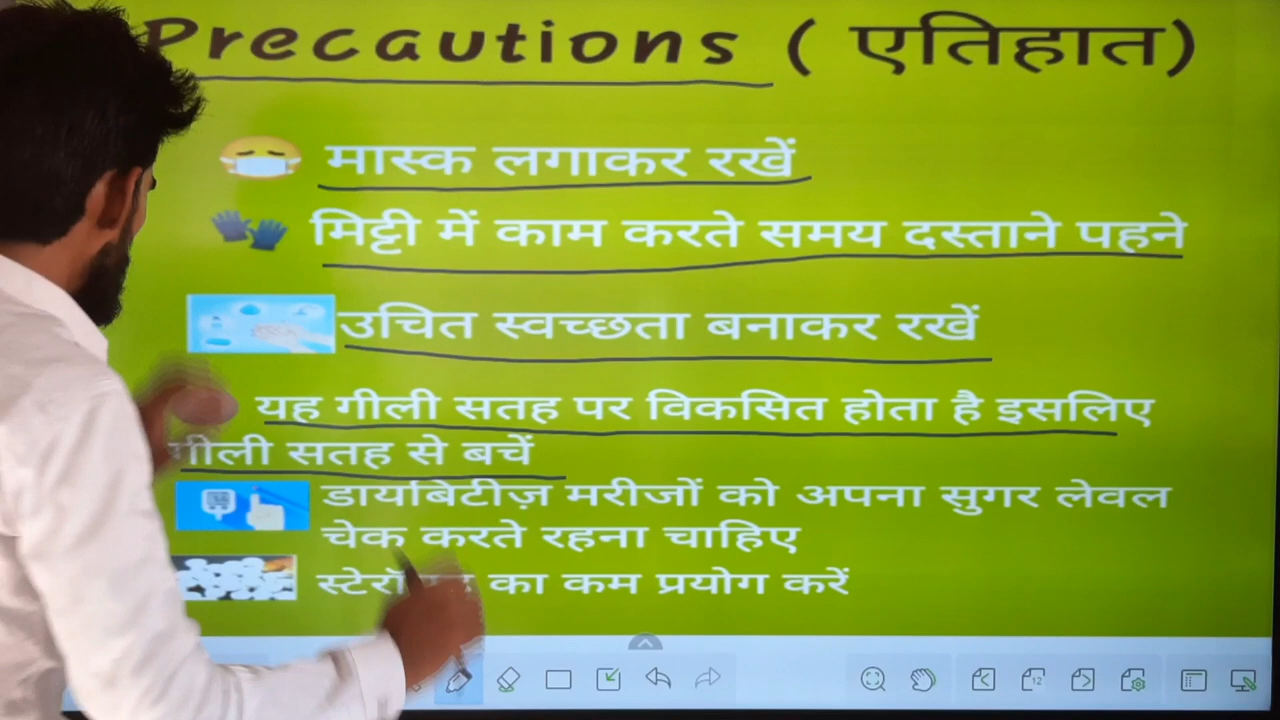 Precautions ( एतिहात)
मास्क लगाकर रखें
मिट्टी में काम करते समय दस्ताने पहने
उचित स्वच्छता बनाकर रखें
यह गीली सतह पर विकसित होता है इसलिए
गीली सतह से बचें
डायबिटीज़ मरीजों को अपना सुगर लेवल
चेक करते रहना चाहिए
का कम प्रयोग करें
12